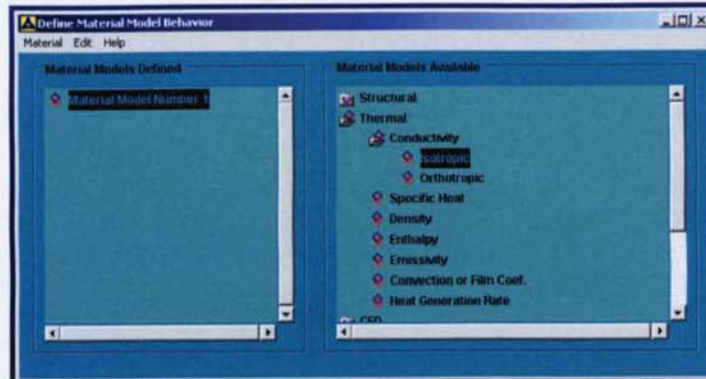 Define Material Model Behavior
Material Edit Help
Material Models Defined
Material Model Number 1
Material Models Available
Structural
Thermal
Conductivity
Isotropic
Orthotropic
Specific Heat
Density
Enthalpy
Emissivity
Convection or Film Coef.
Heat Generation Rate
CFD